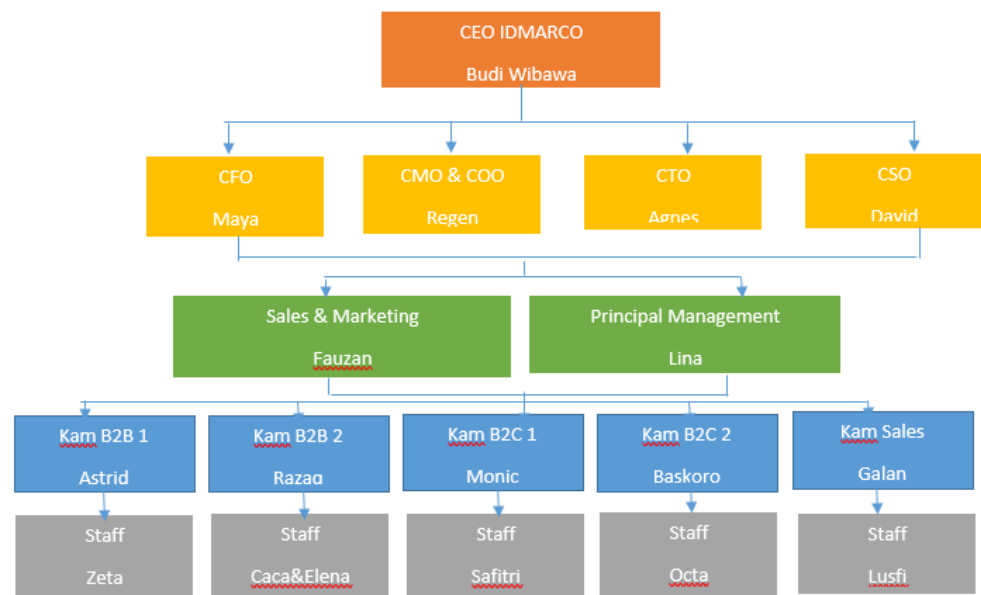 CEO IDMARCO
Budi Wibawa
CFO
Maya
CMO & COO
Regen
CTO
Agnes
CSO
David
Sales & Marketing
Fauzan
Principal Management
Lina
Kam B2B 1
Astrid
Kam B2B 2
Razaq
Kam B2C 1
Monic
Kam B2C 2
Baskoro
Kam Sales
Galan
Staff
Zeta
Staff
Caca&Elena
Staff
Safitri
Staff
Octa
Staff
Lusfi